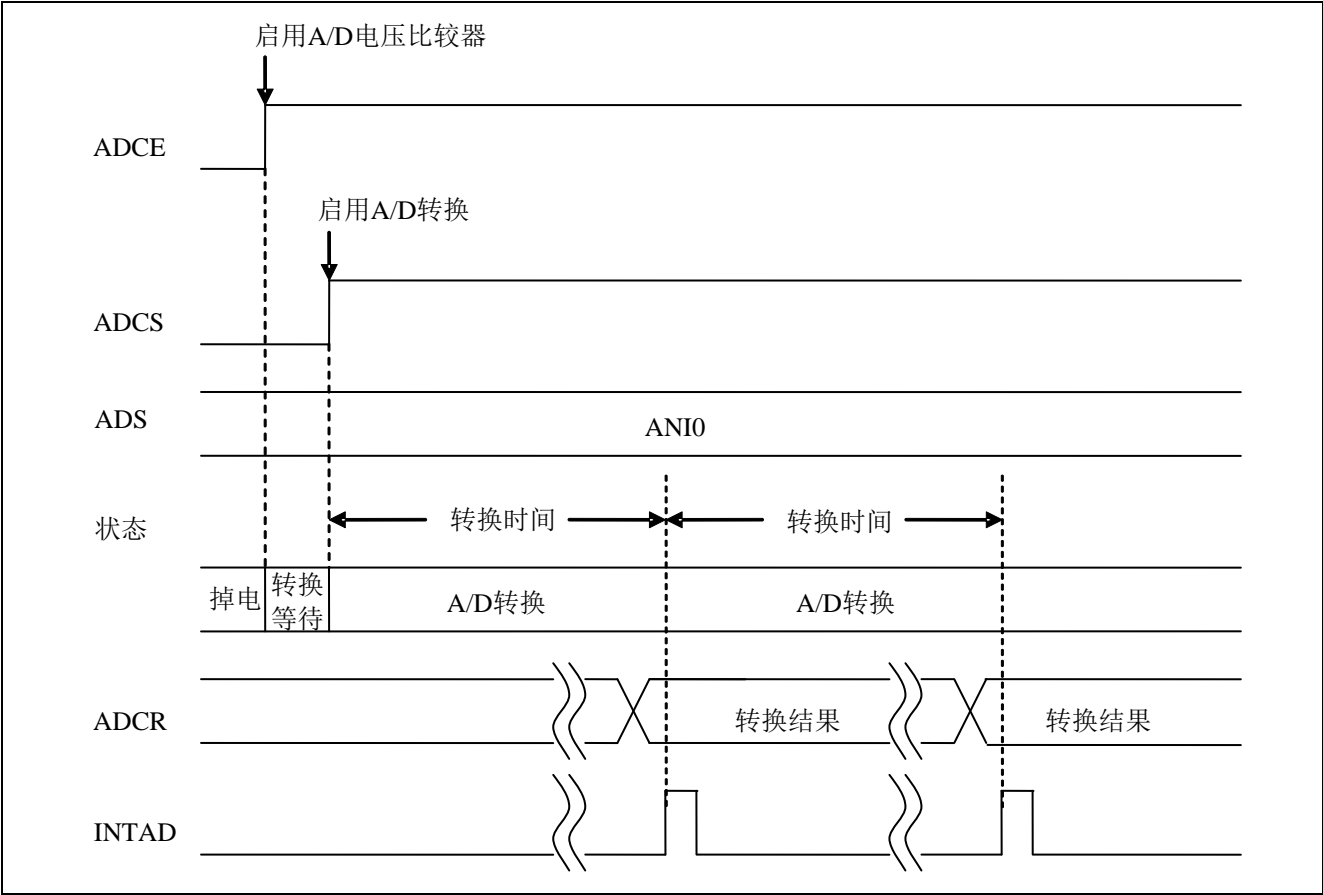 启用A/D电压比较器
ADCE
启用A/D转换
ADCS
ADS
ANI0
状态
转换时间
转换时间
掉电
转换
等待
A/D转换
A/D转换
ADCR
转换结果
转换结果
INTAD